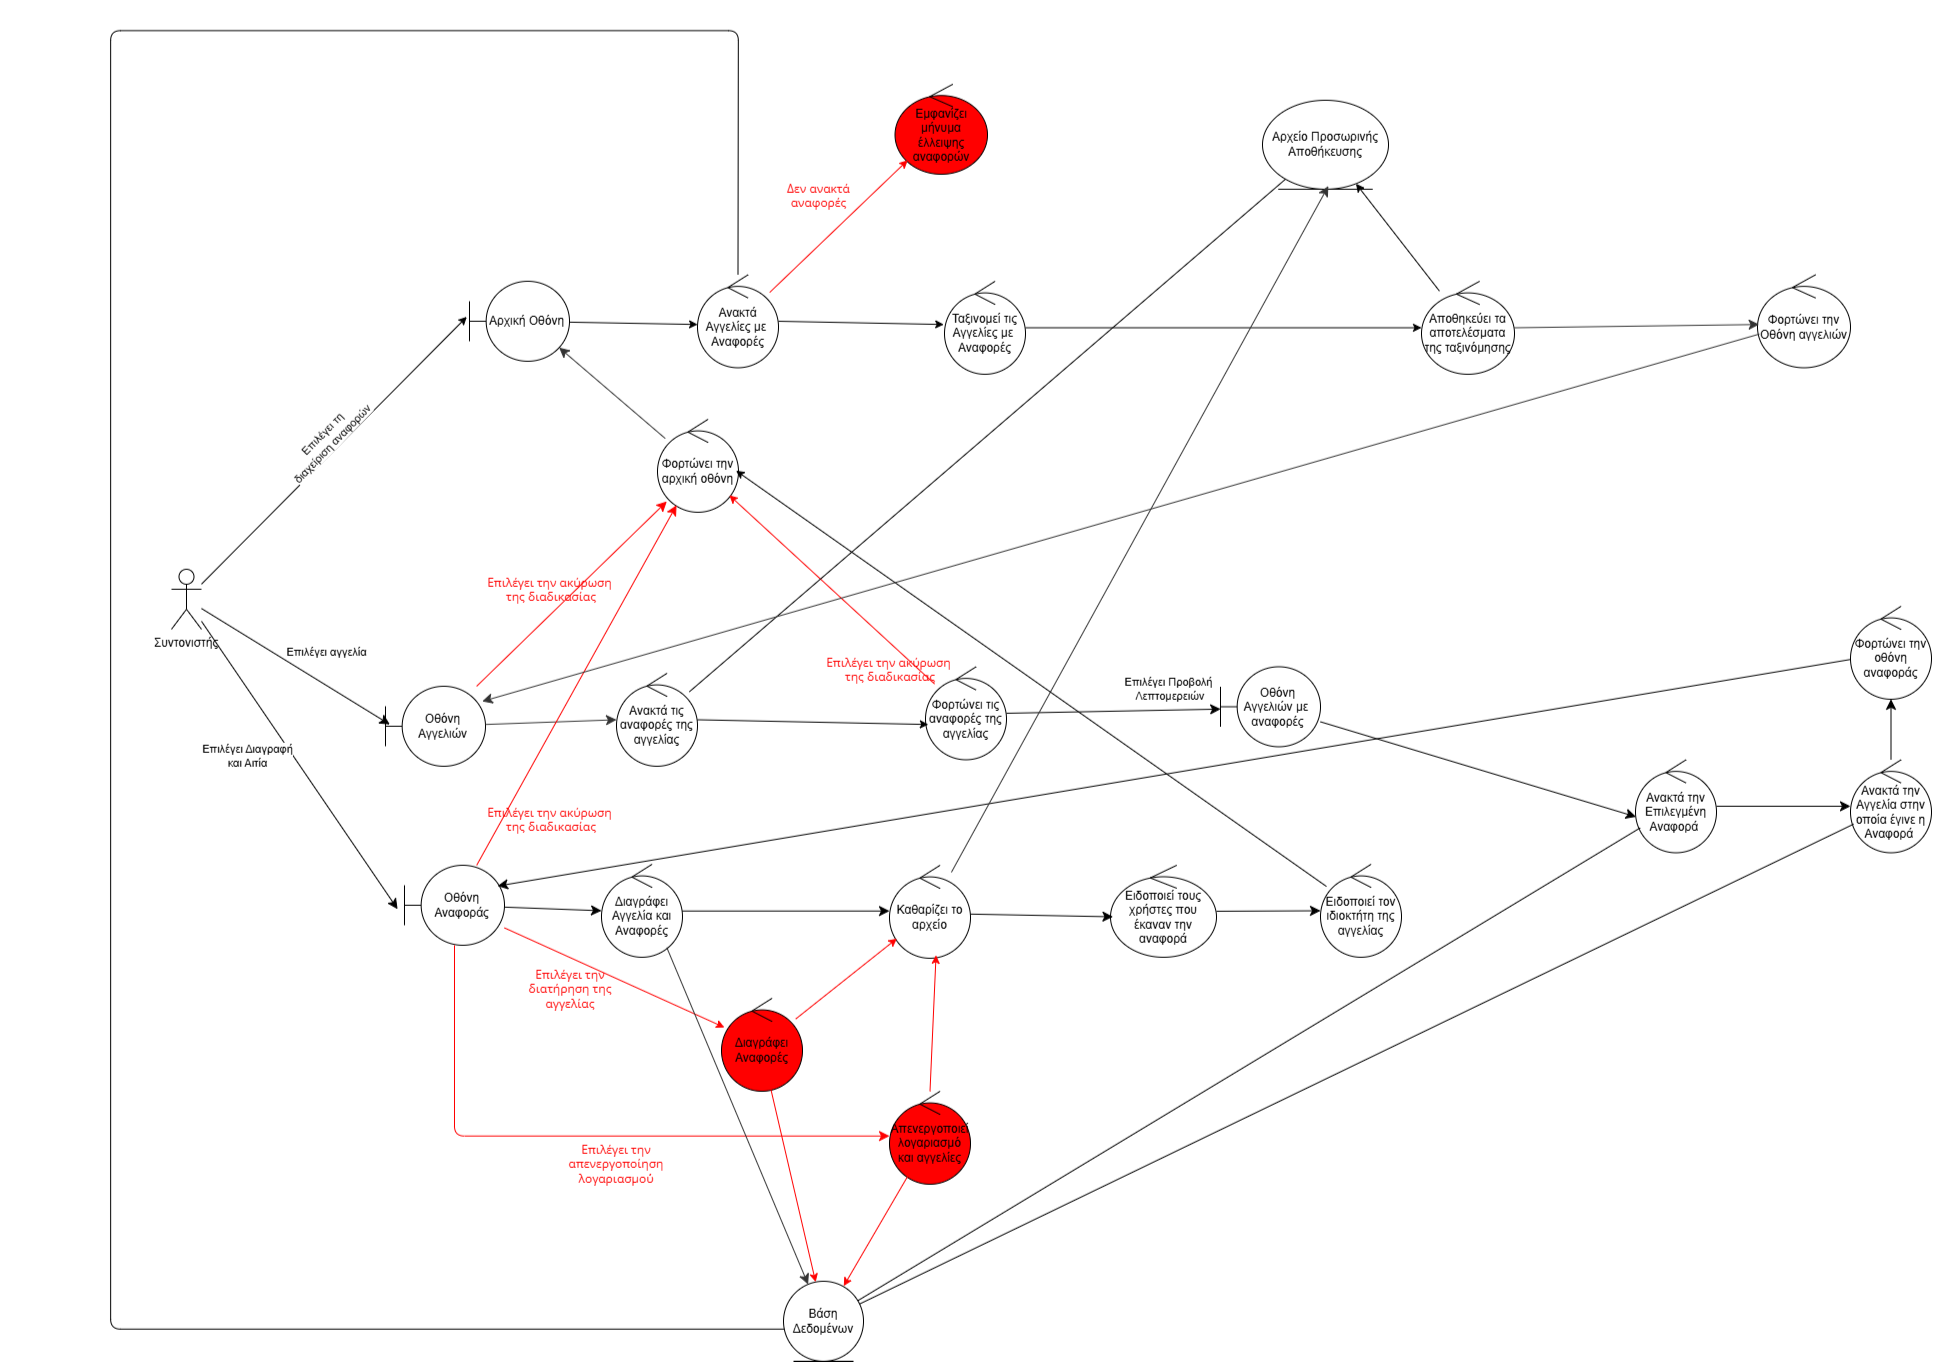 Εμφανίζει
μήνυμα
έλλειψης
αναφορών
Αρχείο Προσωρινής
Αποθήκευσης
Δεν ανακτά
αναφορές
Αρχική Οθόνη
Ανακτά
Αγγελίες με
Αναφορές
Ταξινομεί τις
Αγγελίες με
Αναφορές
Αποθηκεύει τα
αποτελέσματα
της ταξινόμησης
Φορτώνει την
Οθόνη αγγελιών
Επιλέγει τη
διαχείριση αναφορών
Φορτώνει την
αρχική οθόνη
Επιλέγει την ακύρωση
της διαδικασίας
Συντονιστής
Επιλέγει αγγελία
Επιλέγει την ακύρωση
της διαδικασίας
Φορτώνει την
οθόνη
αναφοράς
Οθόνη
Αγγελιών
Ανακτά τις
αναφορές της
αγγελίας
Φορτώνει τις
αναφορές της
αγγελίας
Επιλέγει Προβολή
Λεπτομερειών
Οθόνη
Αγγελιών με
αναφορές
Επιλέγει Διαγραφή
και Αιτία
Επιλέγει την ακύρωση
της διαδικασίας
Ανακτά την
Επιλεγμένη
Αναφορά
Ανακτά την
Αγγελία στην
οποία έγινε η
Αναφορά
Οθόνη
Αναφοράς
Διαγράφει
Αγγελία και
Αναφορές
Καθαρίζει το
αρχείο
Ειδοποιεί τους
χρήστες που
έκαναν την
αναφορά
Ειδοποιεί τον
ιδιοκτήτη της
αγγελίας
Επιλέγει την
διατήρηση της
αγγελίας
Διαγράφει
Αναφορές
Απενεργοποιεί
λογαριασμό
και αγγελίες
Επιλέγει την
απενεργοποίηση
λογαριασμού
Βάση
Δεδομένων